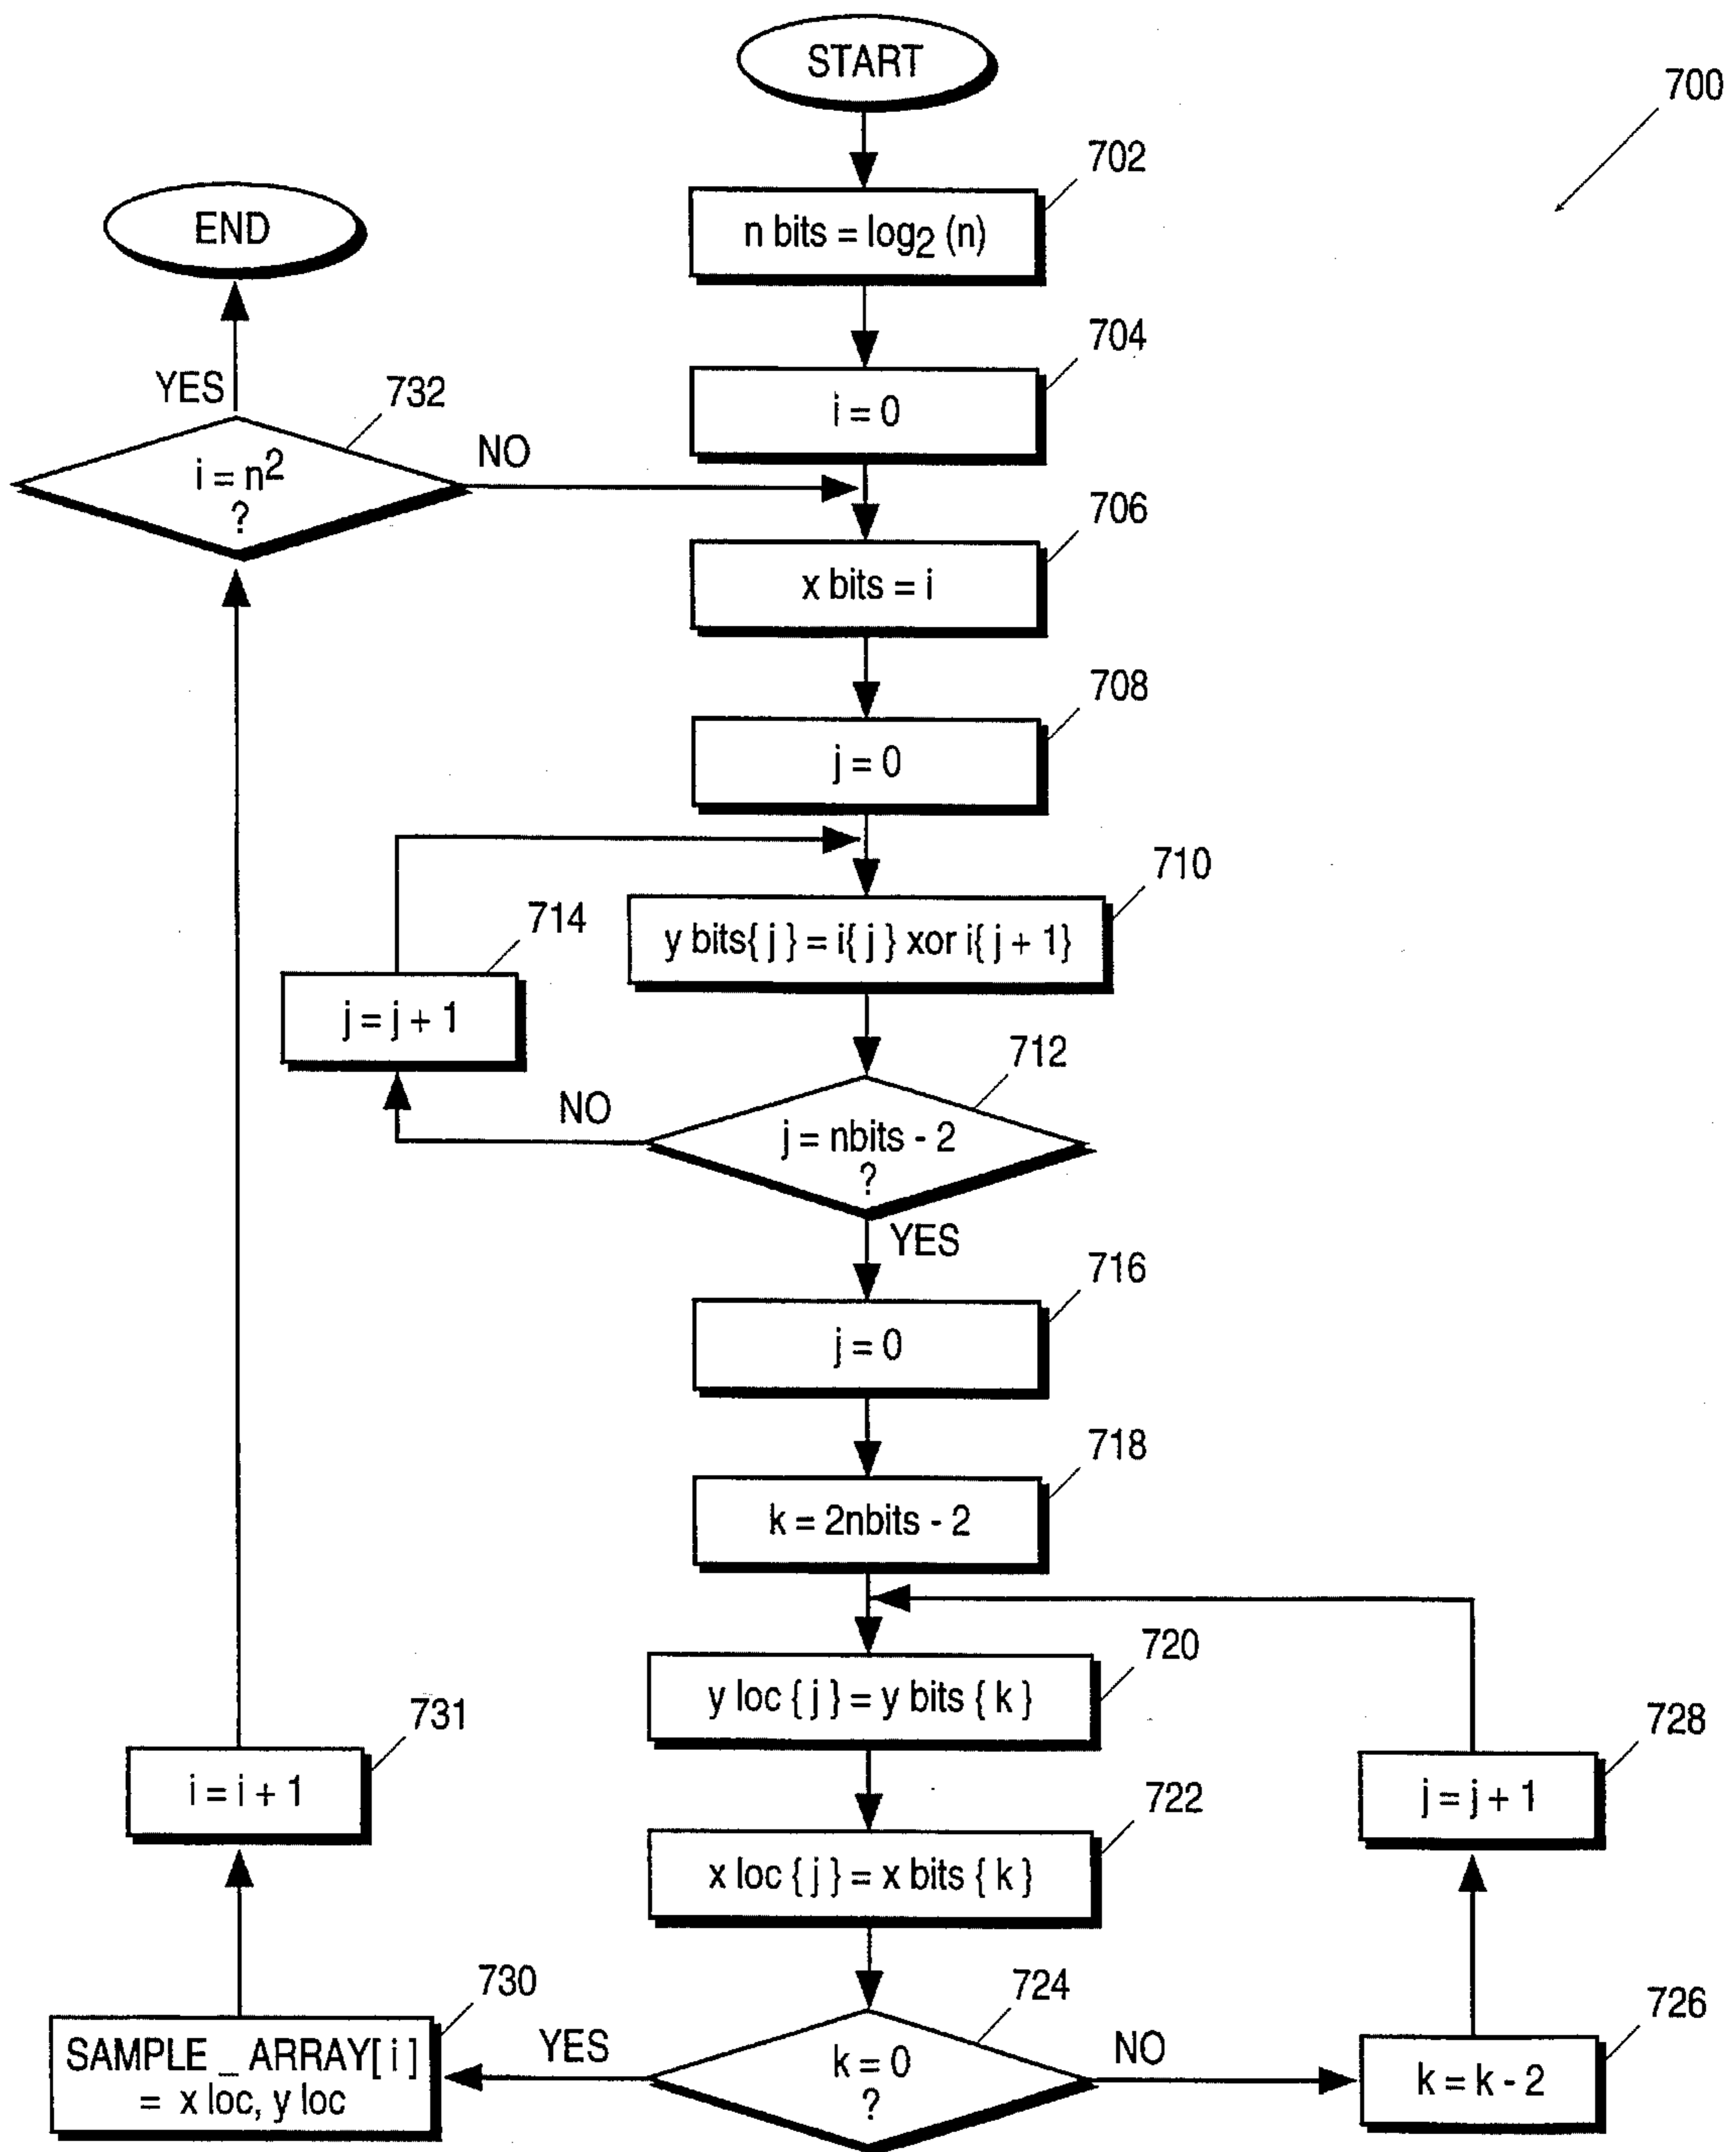 START
700
702
n bits = log2 (n)
END
704
i = 0
YES
732
i = n2
?
NO
706
x bits = i
708
j = 0
710
y bits{ j } = i{ j } xor i{ j + 1}
714
j = j + 1
712
NO
j = nbits - 2
?
YES
716
j = 0
718
k = 2nbits - 2
720
y loc { j } = y bits { k }
731
i = i + 1
728
j = j + 1
722
x loc { j } = x bits { k }
730
SAMPLE _ ARRAY[ i ]
= x loc, y loc
YES
724
k = 0
?
NO
726
k = k - 2